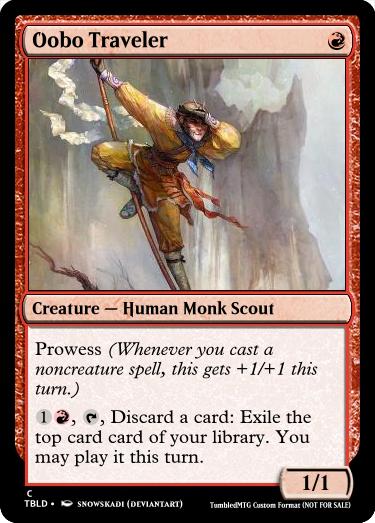 Oobo Traveler
Creature — Human Monk Scout
Prowess (Whenever you cast a
noncreature spell, this gets +1/+1 this
turn.)
1, , Discard a card: Exile the
top card card of your library. You
may play it this turn.
1/1
C
TBLD • SNOWSKADI (DEVIANTART)
TumbledMTG Custom Format (NOT FOR SALE)